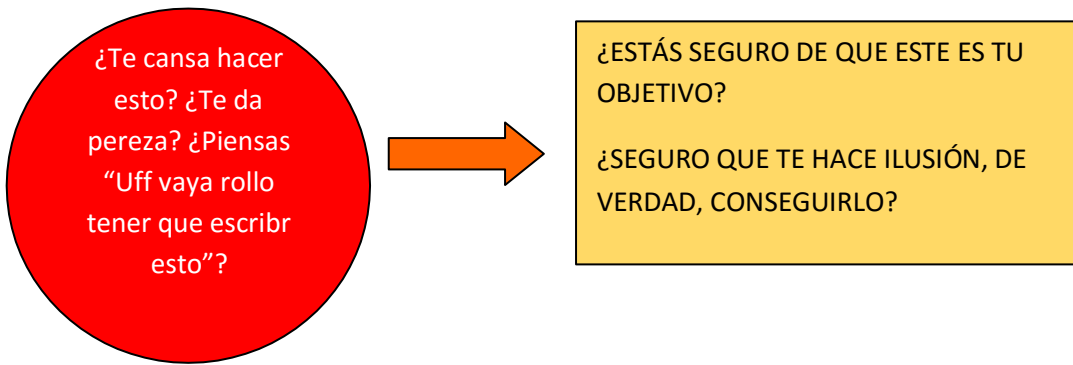 ¿Te cansa hacer
esto? ¿Te da
pereza? ¿Piensas
“Uff vaya rollo
tener que escribr
esto”?
¿ESTÁS SEGURO DE QUE ESTE ES TU
OBJETIVO?
¿SEGURO QUE TE HACE ILUSIÓN, DE
VERDAD, CONSEGUIRLO?